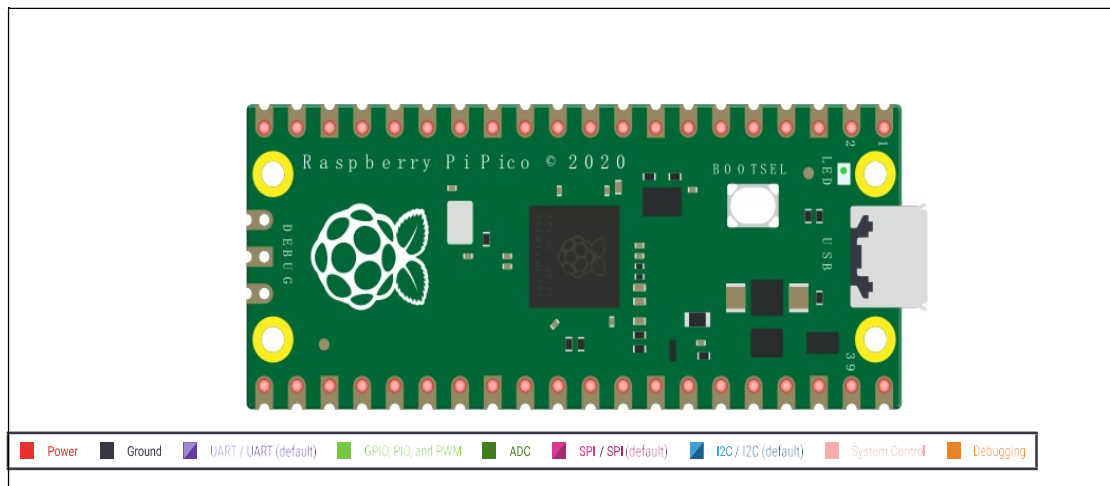 Raspberry Pi Pico © 2020
BOOTSEL
LED
2
1
DEBUG
USB
39
Power
Ground
UART / UART (default)
GPIO, PIO, and PWM
ADC
SPI / SPI (default)
I2C / I2C (default)
System Control
Debugging